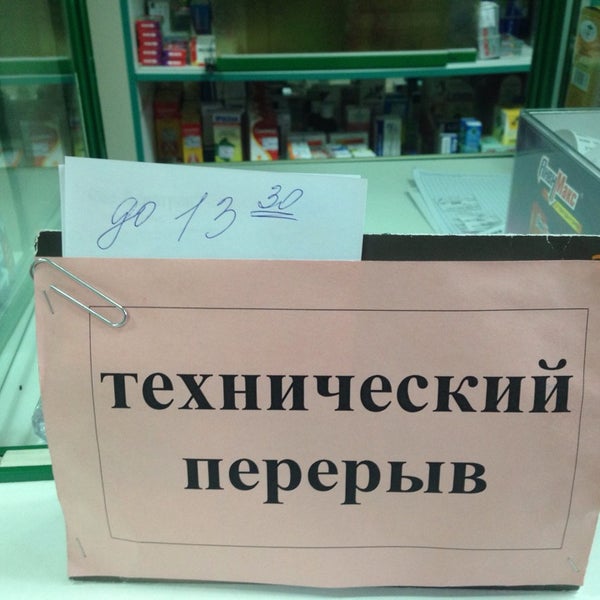 до 13 30
технический
перерыв